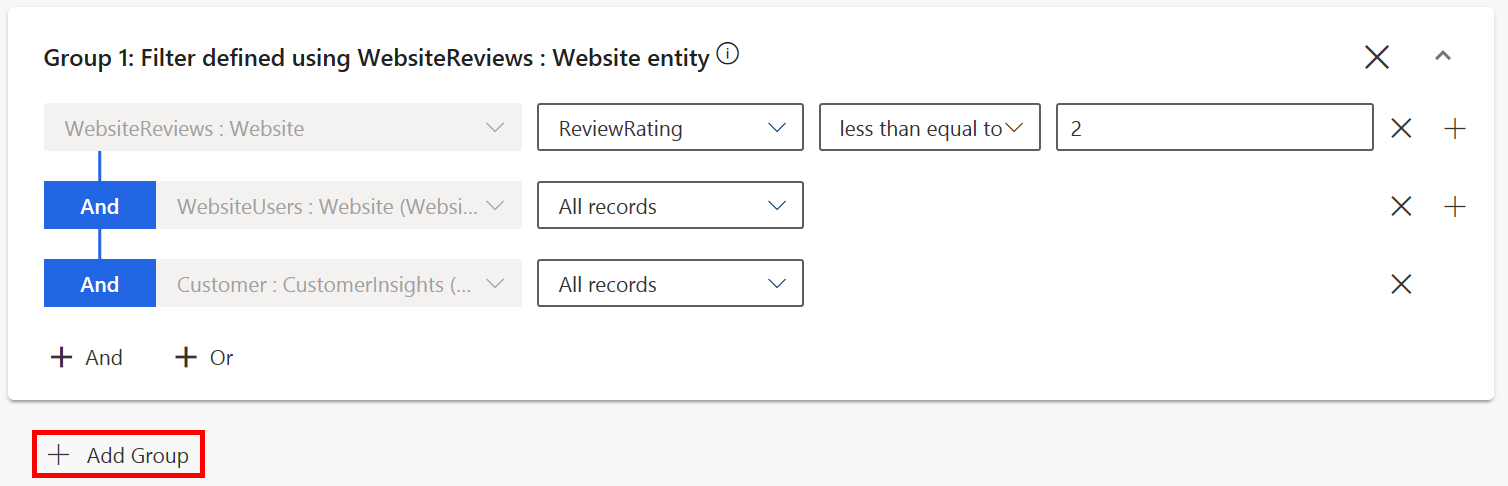 Group 1: Filter defined using WebsiteReviews : Website entity
WebsiteReviews : Website ReviewRating less than equal to 2
And WebsiteUsers : Website (Websi... All records
And Customer : CustomerInsights (... All records
And Or
Add Group